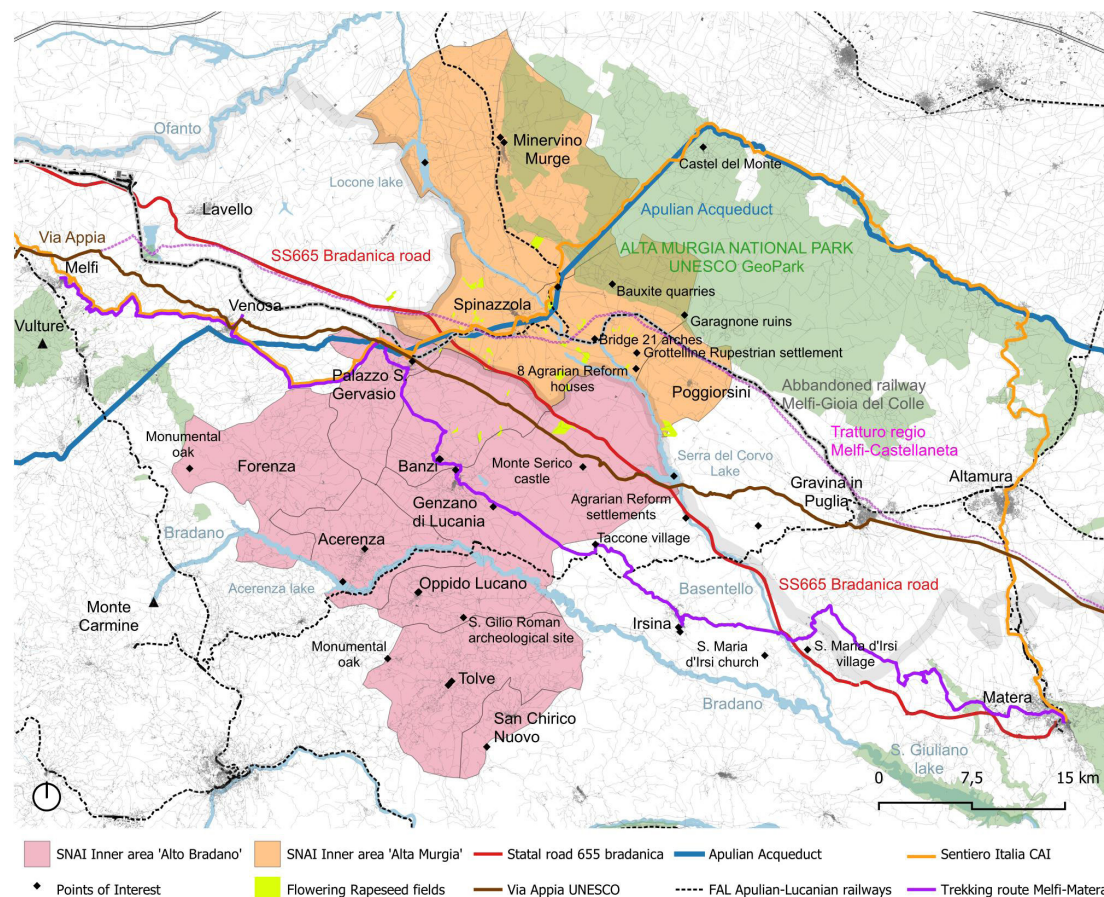 Ofanto
Minervino
Murge
Castel del Monte
Locone lake
Lavello
Apulian Acqueduct
Via Appia
SS665 Bradanica road
ALTA MURGIA NATIONAL PARK
UNESCO GeoPark
Melfi
Bauxite quarries
Venosa
Spinazzola
Garagnone ruins
Vulture
Bridge 21 arches
Grottelline Rupestrian settlement
8 Agrarian Reform
houses
Palazzo S.
Gervasio
Poggiorsini
Abbandoned railway
Melfi-Gioia del Colle
Tratturo regio
Melfi-Castellaneta
Monumental
oak
Forenza
Banzi
Monte Serico
castle
Serra del Corvo
Lake
Gravina in
Puglia
Altamura
Genzano
di Lucania
Agrarian Reform
settlements
Bradano
Acerenza
Taccone village
Acerenza lake
Oppido Lucano
Basentello
SS665 Bradanica road
Monte
Carmine
S. Gilio Roman
archeological site
Irsina
Monumental
oak
S. Maria
d'Irsi church
S. Maria d'Irsi
village
Tolve
Bradano
Matera
San Chirico
Nuovo
S. Giuliano
lake
0 7,5 15 km
SNAI Inner area 'Alto Bradano'
SNAI Inner area 'Alta Murgia'
Statal road 655 bradanica
Apulian Acqueduct
Sentiero Italia CAI
Points of Interest
Flowering Rapeseed fields
Via Appia UNESCO
FAL Apulian-Lucanian railways
Trekking route Melfi-Matera